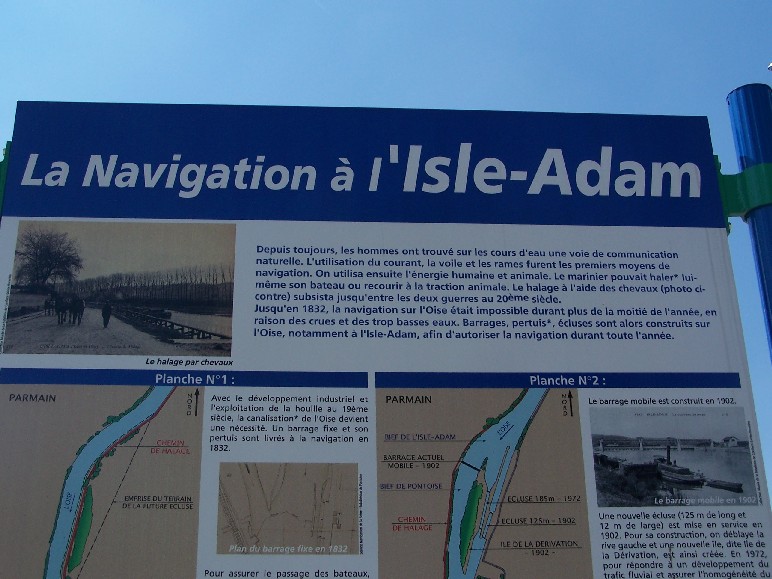 La Navigation à l'Isle-Adam
Depuis toujours, les hommes ont trouvé sur les cours d'eau une voie de communication
naturelle. L'utilisation du courant, la voile et les rames furent les premiers moyens de
navigation. On utilisa ensuite l'énergie humaine et animale. Le marinier pouvait haler* lui-
même son bateau ou recourir à la traction animale. Le halage à l'aide des chevaux (photo ci-
contre) subsista jusqu'entre les deux guerres au 20ème siècle.
Jusqu'en 1832, la navigation sur l'Oise était impossible durant plus de la moitié de l'année, en
raison des crues et des trop basses eaux. Barrages, pertuis*, écluses sont alors construits sur
l'Oise, notamment à l'Isle-Adam, afin d'autoriser la navigation durant toute l'année.
Le halage par chevaux
Planche N°1 :
PARMAIN
NORD
CHEMIN
DE HALAGE
L'OISE
EMPRISE DU TERRAIN
DE LA FUTURE ECLUSE
Avec le développement industriel et
l'exploitation de la houille au 19ème
siècle, la canalisation* de l'Oise devient
une nécessité. Un barrage fixe et son
pertuis sont livrés à la navigation en
1832.
Plan du barrage fixe en 1832
Pour assurer le passage des bateaux,
Planche N°2 :
PARMAIN
NORD
L'OISE
BIEF DE L'ISLE-ADAM
BARRAGE ACTUEL
MOBILE - 1902
BIEF DE PONTOISE
CHEMIN
DE HALAGE
ECLUSE 185m - 1972
ECLUSE 125m - 1902
ILE DE LA DERIVATION
- 1902 -
Le barrage mobile est construit en 1902.
Le barrage mobile en 1902
Une nouvelle écluse (125 m de long et
12 m de large) est mise en service en
1902. Pour sa construction, on déblaye la
rive gauche et une nouvelle île, dite île de
la Dérivation, est ainsi créée. En 1972,
pour répondre à un développement du
trafic fluvial et assurer l'homogénéité du